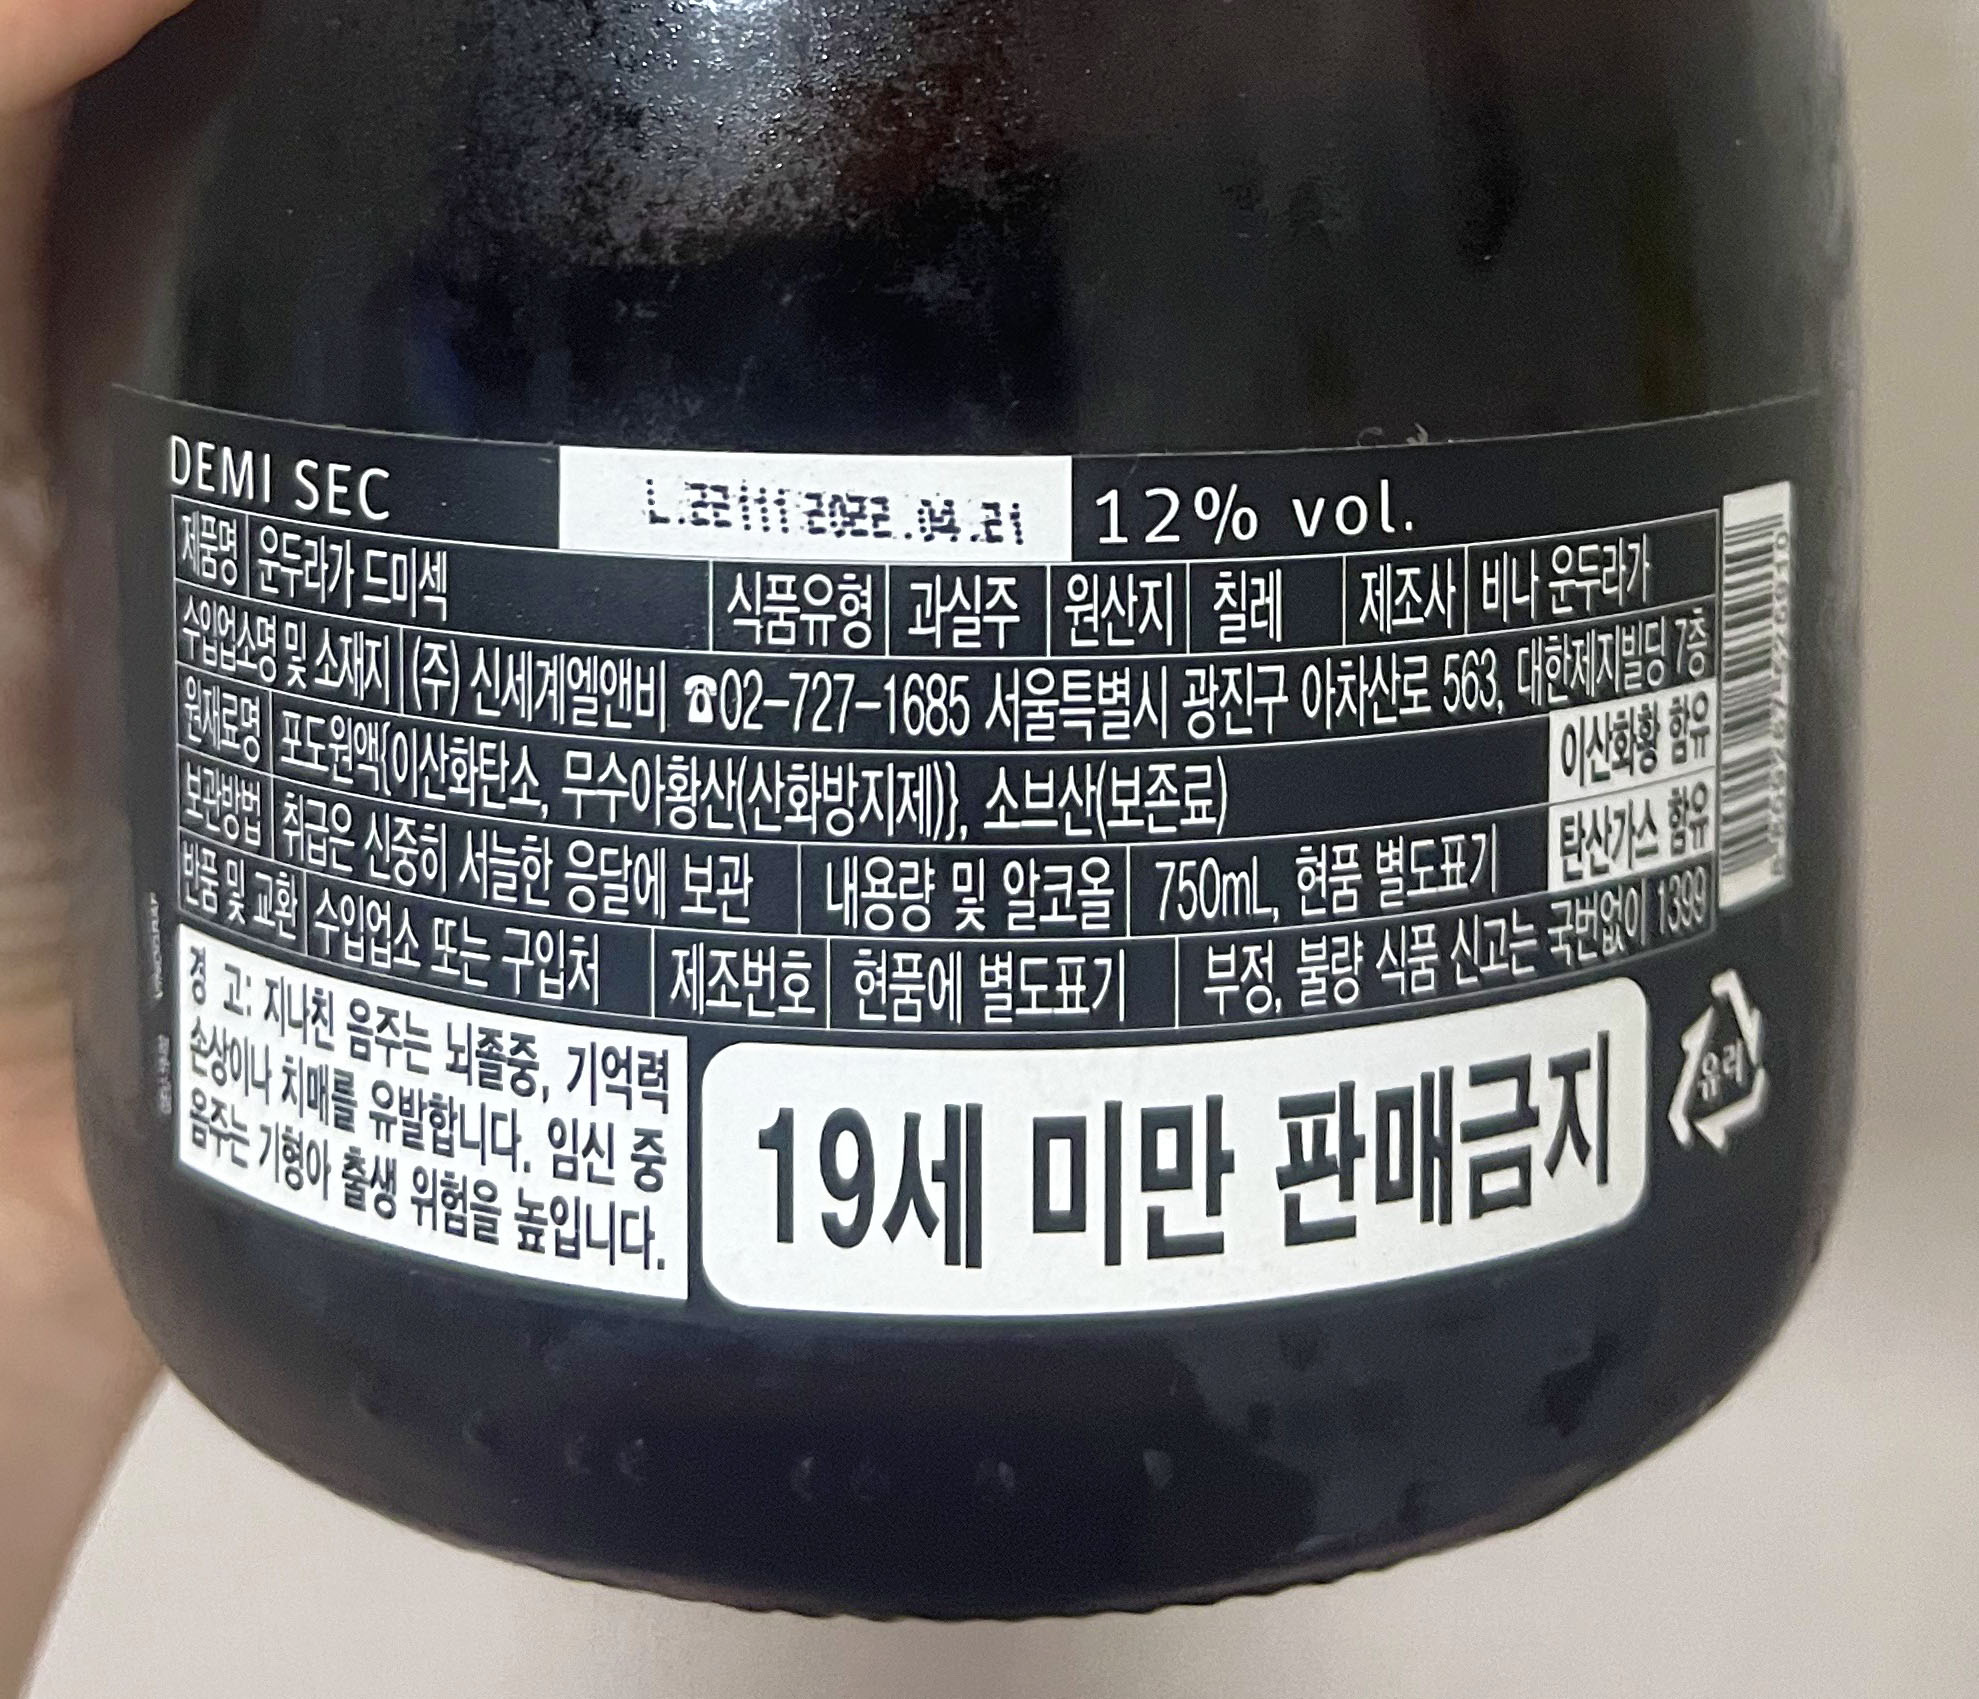 DEMI SEC L.22111 2022.04.21 12% vol.
제품명 운두라가 드미섹 식품유형 과실주 원산지 칠레 제조사 비나 운두라가
수입업소명 및 소재지 (주) 신세계엘앤비 ☎02-727-1685 서울특별시 광진구 아차산로 563, 대한제지빌딩 7층
원재료명 포도원액{이산화탄소, 무수아황산(산화방지제)}, 소브산(보존료) 이산화황 함유
보관방법 취급은 신중히 서늘한 응달에 보관 내용량 및 알코올 750mL, 현품 별도표기 탄산가스 함유
반품 및 교환 수입업소 또는 구입처 제조번호 현품에 별도표기 부정, 불량 식품 신고는 국번없이 1399
경 고: 지나친 음주는 뇌졸중, 기억력
손상이나 치매를 유발합니다. 임신 중
음주는 기형아 출생 위험을 높입니다.
19세 미만 판매금지
유리